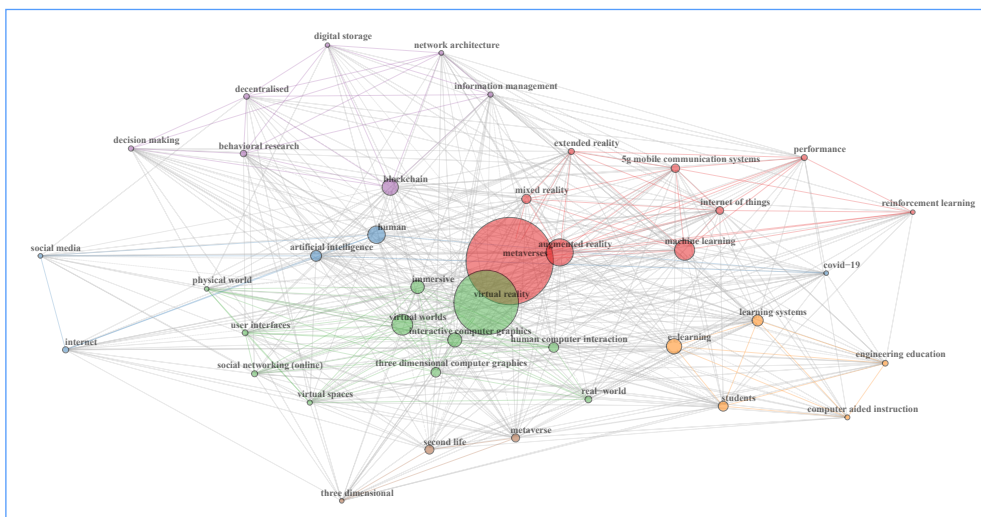 digital storage
network architecture
information management
decentralised
decision making
behavioral research
extended reality
performance
5g mobile communication systems
blockchain
mixed reality
internet of things
reinforcement learning
human
social media
artificial intelligence
metaverses
augmented reality
machine learning
covid−19
physical world
immersive
virtual reality
virtual worlds
learning systems
user interfaces
interactive computer graphics
human computer interaction
e−learning
internet
social networking (online)
three dimensional computer graphics
engineering education
virtual spaces
real−world
students
computer aided instruction
second life
metaverse
three dimensional